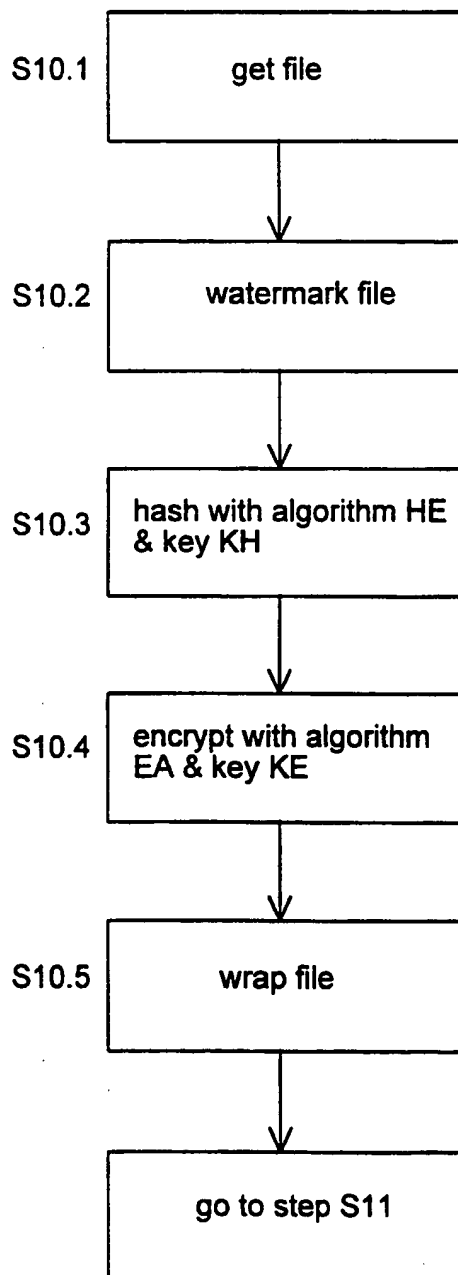 S10.1
get file
S10.2
watermark file
S10.3
hash with algorithm HE
& key KH
S10.4
encrypt with algorithm
EA & key KE
S10.5
wrap file
go to step S11